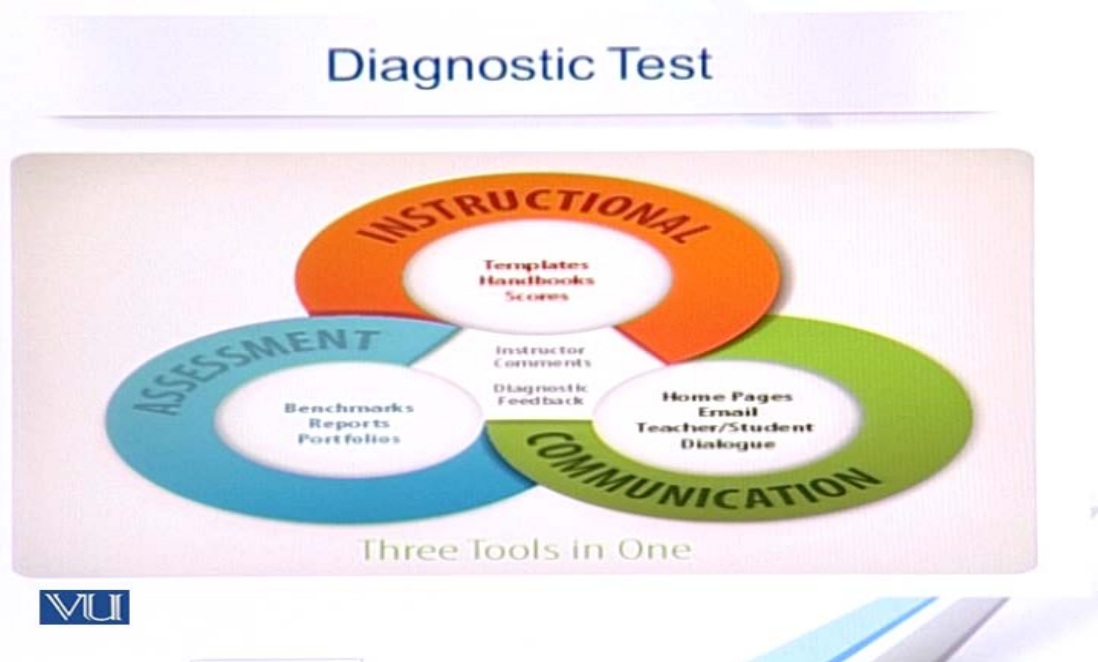 Diagnostic Test
INSTRUCTIONAL
Templates
Handbooks
Scores
ASSESSMENT
Benchmarks
Reports
Portfolios
Instructor
Comments
Diagnostic
Feedback
Home Pages
Email
Teacher/Student
Dialogue
COMMUNICATION
Three Tools in One
VU